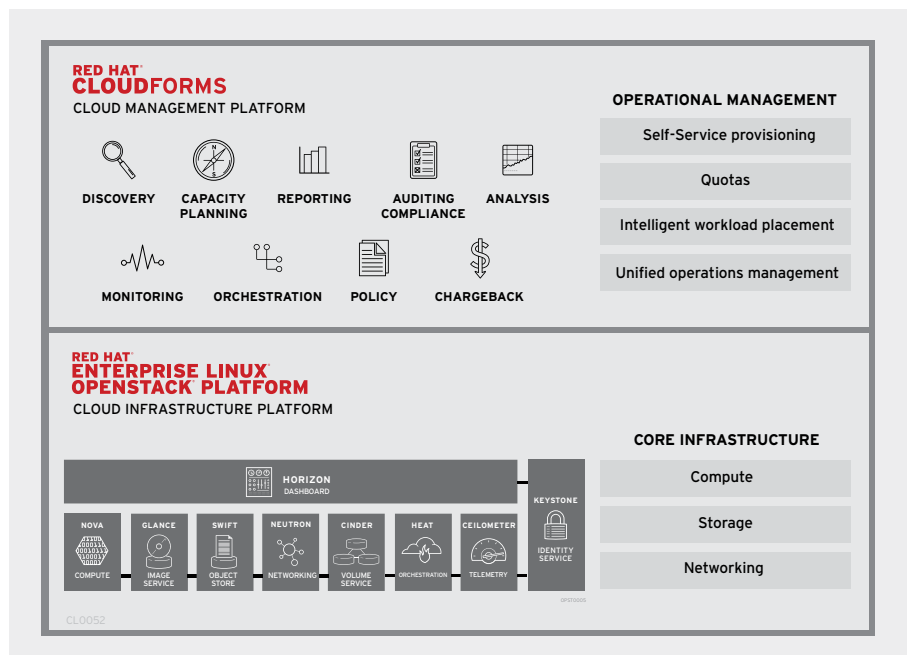 RED HAT®
CLOUDFORMS
CLOUD MANAGEMENT PLATFORM
DISCOVERY
CAPACITY
PLANNING
REPORTING
AUDITING
COMPLIANCE
ANALYSIS
MONITORING
ORCHESTRATION
POLICY
CHARGEBACK
OPERATIONAL MANAGEMENT
Self-Service provisioning
Quotas
Intelligent workload placement
Unified operations management
RED HAT®
ENTERPRISE LINUX®
OPENSTACK® PLATFORM
CLOUD INFRASTRUCTURE PLATFORM
HORIZON
DASHBOARD
KEYSTONE
IDENTITY
SERVICE
NOVA
COMPUTE
GLANCE
IMAGE
SERVICE
SWIFT
OBJECT
STORE
NEUTRON
NETWORKING
CINDER
VOLUME
SERVICE
HEAT
ORCHESTRATION
CEILOMETER
TELEMETRY
CORE INFRASTRUCTURE
Compute
Storage
Networking
CL0052